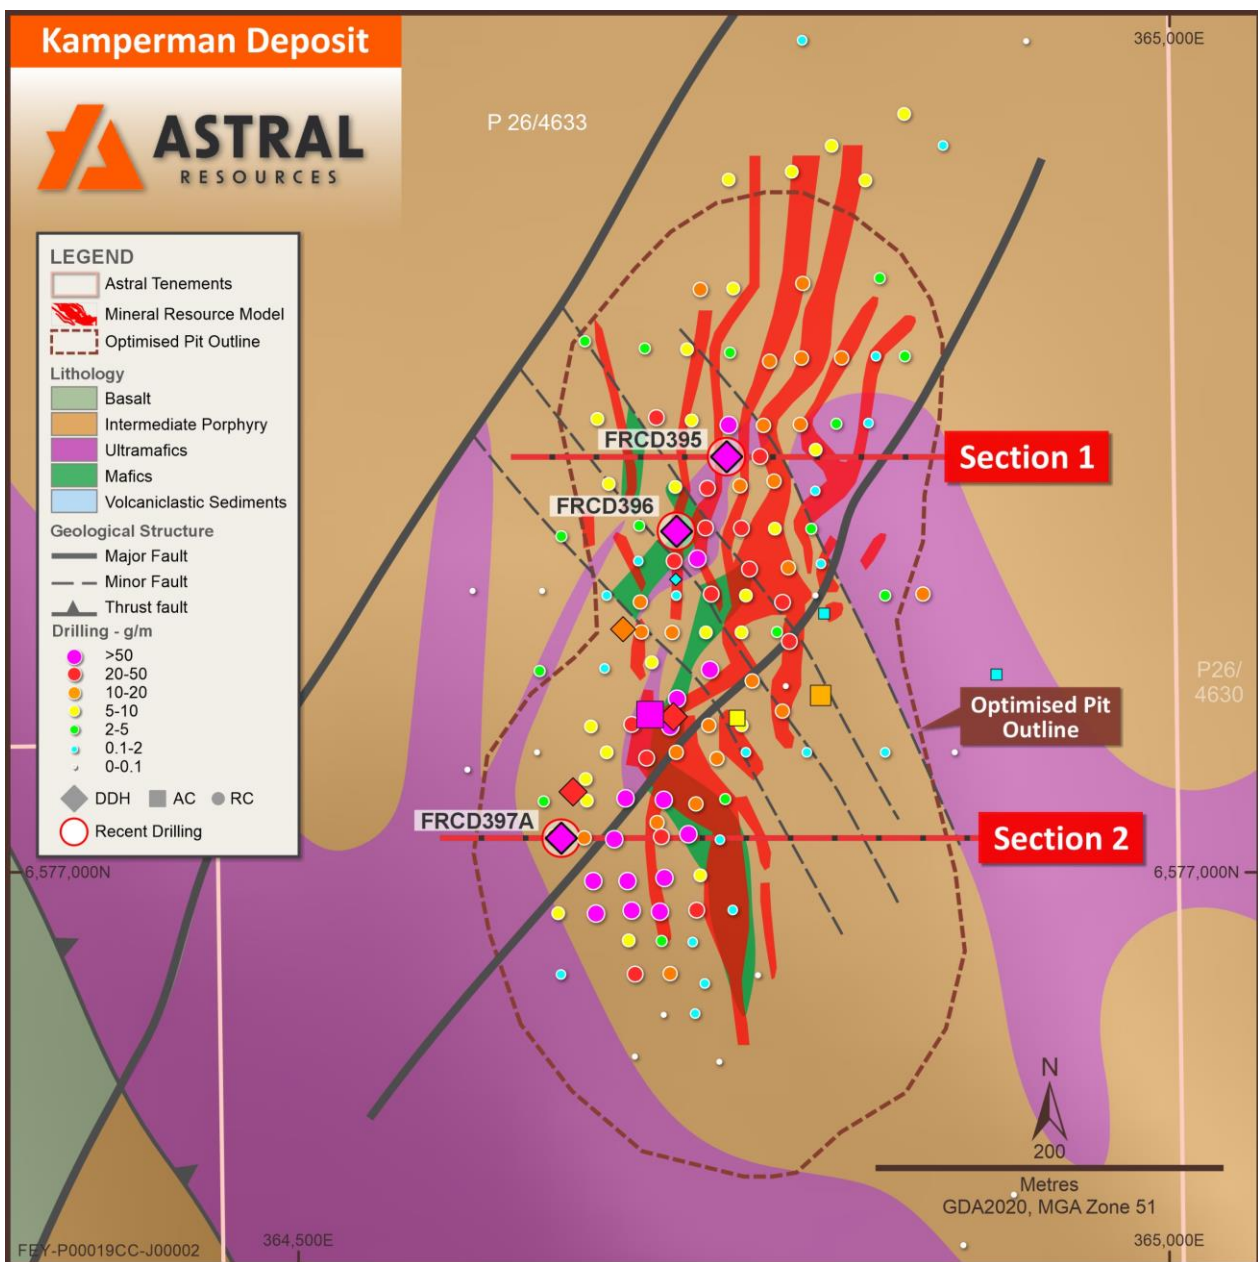 Kamperman Deposit
365,000E
P 26/4633
ASTRAL
RESOURCES
LEGEND
Astral Tenements
Mineral Resource Model
Optimised Pit Outline
Lithology
Basalt
Intermediate Porphyry
Ultramafics
Mafics
Volcaniclastic Sediments
Geological Structure
Major Fault
Minor Fault
Thrust fault
Drilling - g/m
>50
20-50
10-20
5-10
2-5
0.1-2
0-0.1
DDH
AC
RC
Recent Drilling
FRCD395
Section 1
FRCD396
P26/
4630
Optimised Pit
Outline
FRCD397A
Section 2
6,577,000N
6,577,000N
N
200
Metres
GDA2020, MGA Zone 51
FEY-P00019CC-J00002
364,500E
365,000E